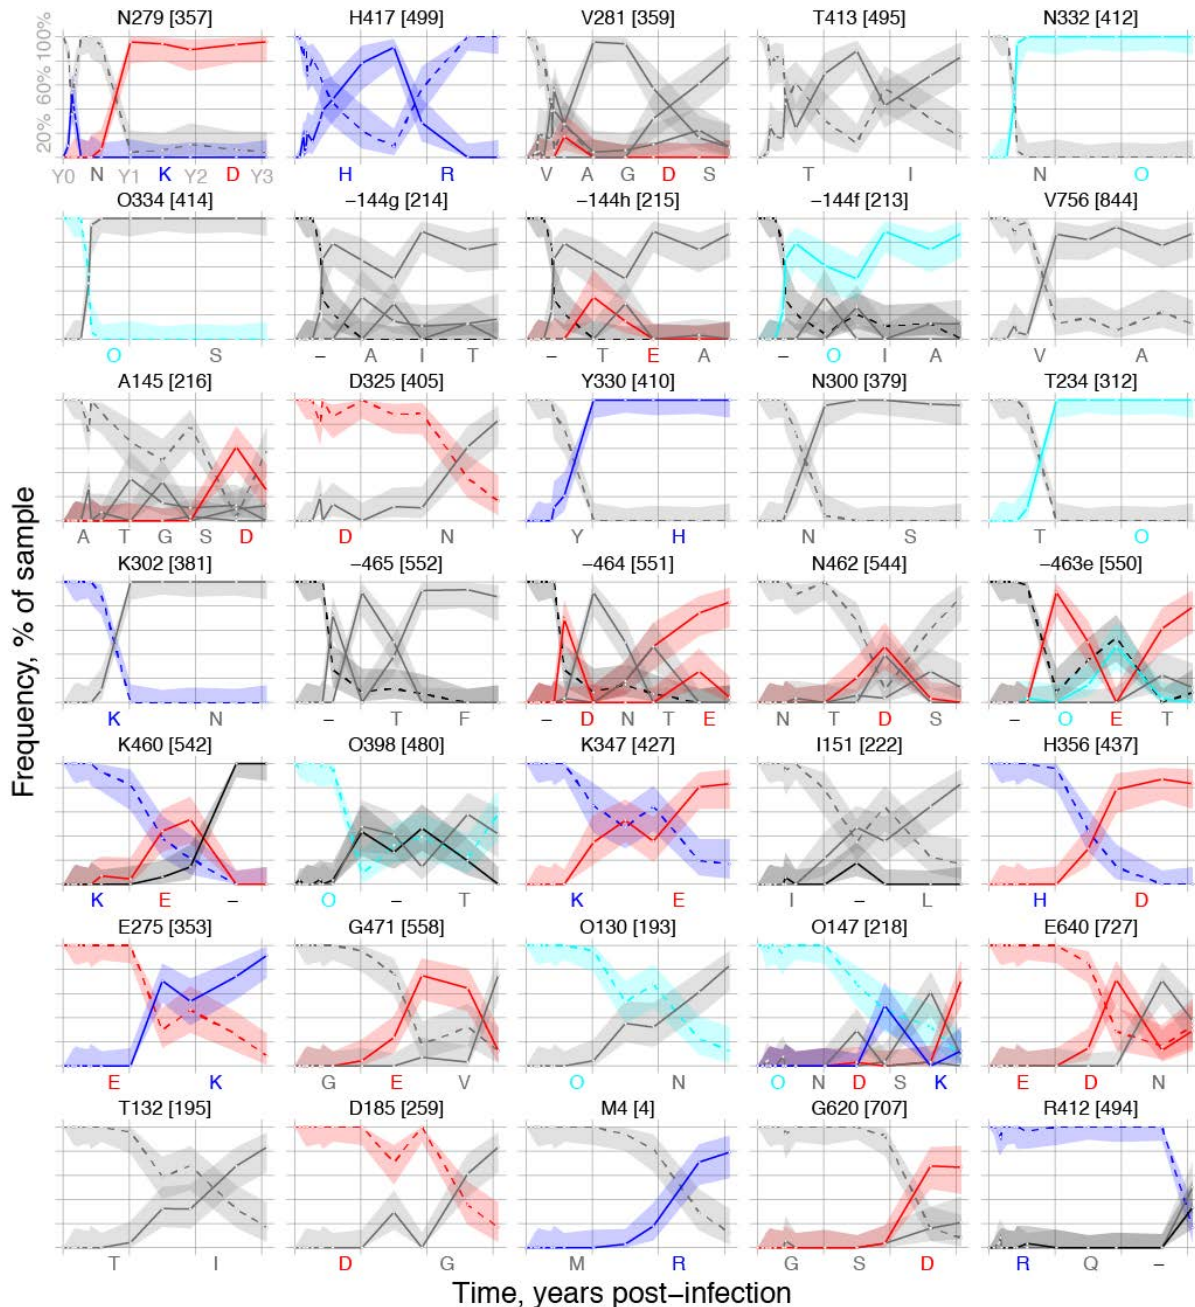 N279 [357] H417 [499] V281 [359] T413 [495] N332 [412]
100%
60%
20%
Y0 N Y1 K Y2 D Y3 H R V A G D S T I N O
O334 [414] −144g [214] −144h [215] −144f [213] V756 [844]
O S − A I T − T E A − O I A V A
A145 [216] D325 [405] Y330 [410] N300 [379] T234 [312]
A T G S D D N Y H N S T O
K302 [381] −465 [552] −464 [551] N462 [544] −463e [550]
K N − T F − D N T E N T D S − O E T
K460 [542] O398 [480] K347 [427] I151 [222] H356 [437]
K E − O − T K E I − L H D
E275 [353] G471 [558] O130 [193] O147 [218] E640 [727]
E K G E V O N O N D S K E D N
T132 [195] D185 [259] M4 [4] G620 [707] R412 [494]
T I D G M R G S D R Q −
Frequency, % of sample
Time, years post−infection